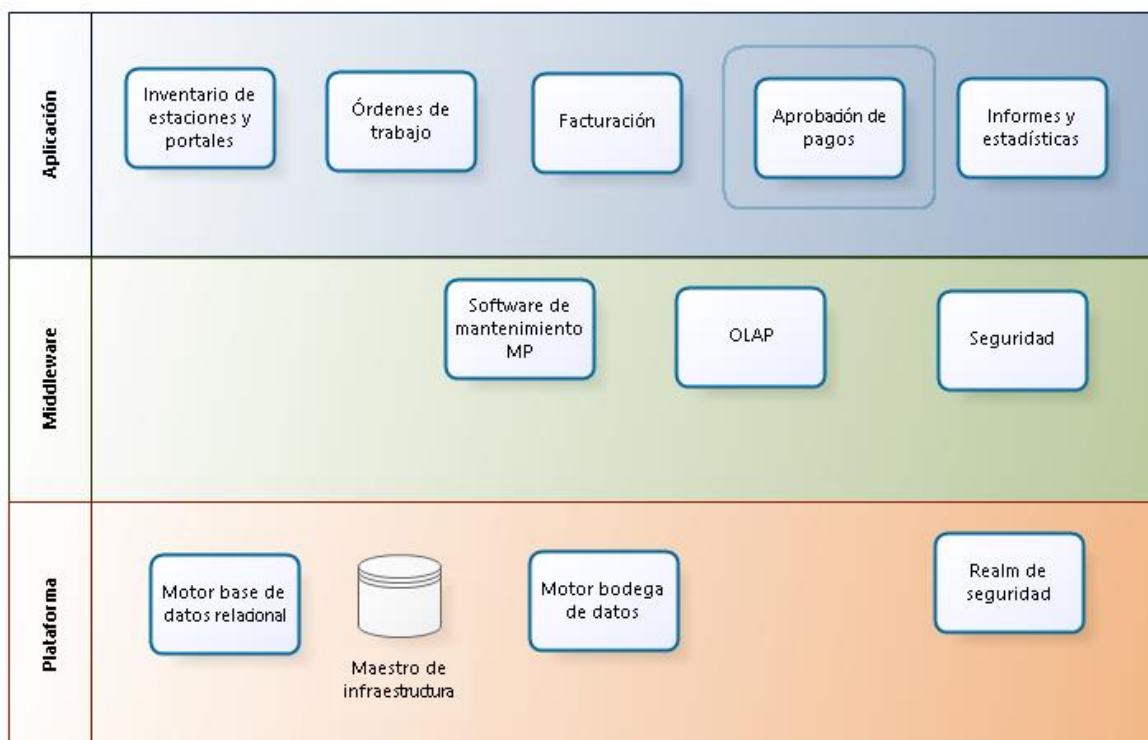 Aplicación
Inventario de
estaciones y
portales
Órdenes de
trabajo
Facturación
Aprobación de
pagos
Informes y
estadísticas
Middleware
Software de
mantenimiento
MP
OLAP
Seguridad
Plataforma
Motor base de
datos relacional
Maestro de
infraestructura
Motor bodega
de datos
Realm de
seguridad